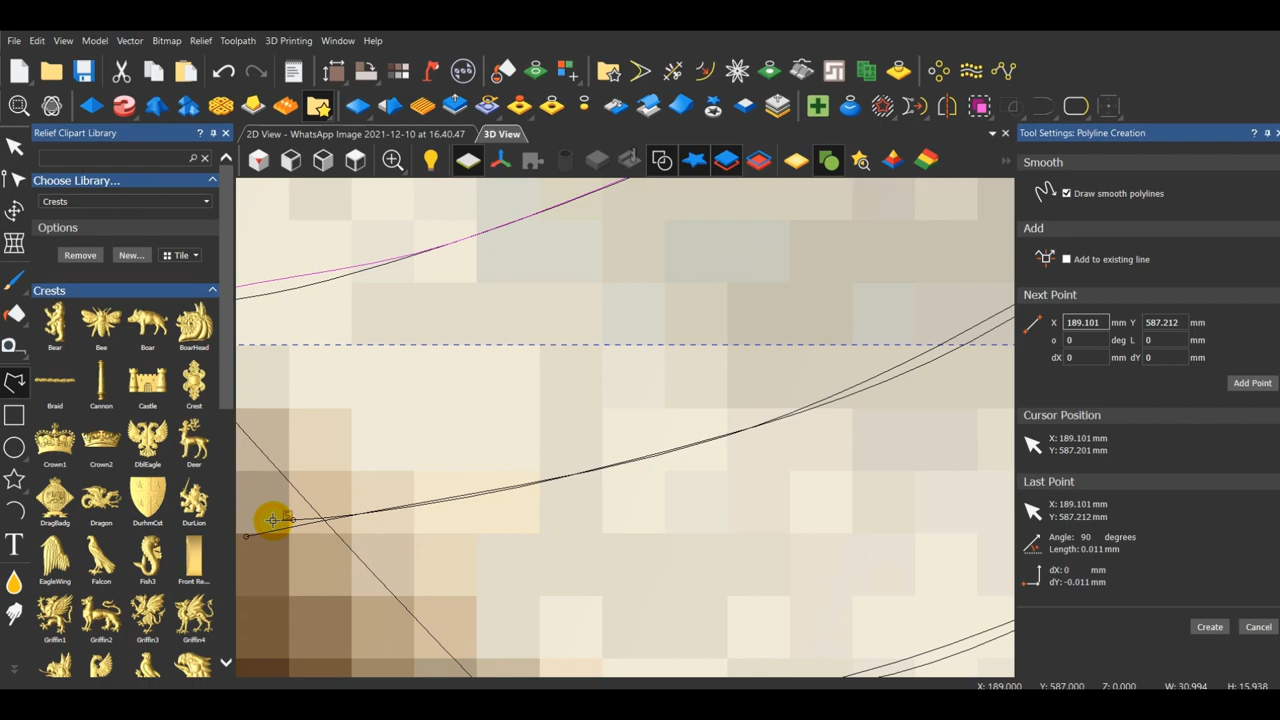 File Edit View Model Vector Bitmap Relief Toolpath 3D Printing Window Help
Relief Clipart Library ?
2D View - WhatsApp Image 2021-12-10 at 16.40.47 3D View
Tool Settings: Polyline Creation ?
Choose Library...
Crests
Options
Remove New... Tile
Crests
Bear Bee Boar BoarHead
Braid Cannon Castle Crest
Crown1 Crown2 DblEagle Deer
DragBadg Dragon DurhmCst DurLion
EagleWing Falcon Fish3 Front Re...
Griffin1 Griffin2 Griffin3 Griffin4
Smooth
Draw smooth polylines
Add
Add to existing line
Next Point
X 189.101 mm Y 587.212 mm
o 0 deg L 0 mm
dX 0 mm dY 0 mm
Add Point
Cursor Position
X: 189.101 mm
Y: 587.201 mm
Last Point
X: 189.101 mm
Y: 587.212 mm
Angle: 90 degrees
Length: 0.011 mm
dX: 0 mm
dY: -0.011 mm
Create Cancel
X: 189.000 Y: 587.000 Z: 0.000 W: 30.994 H: 15.938